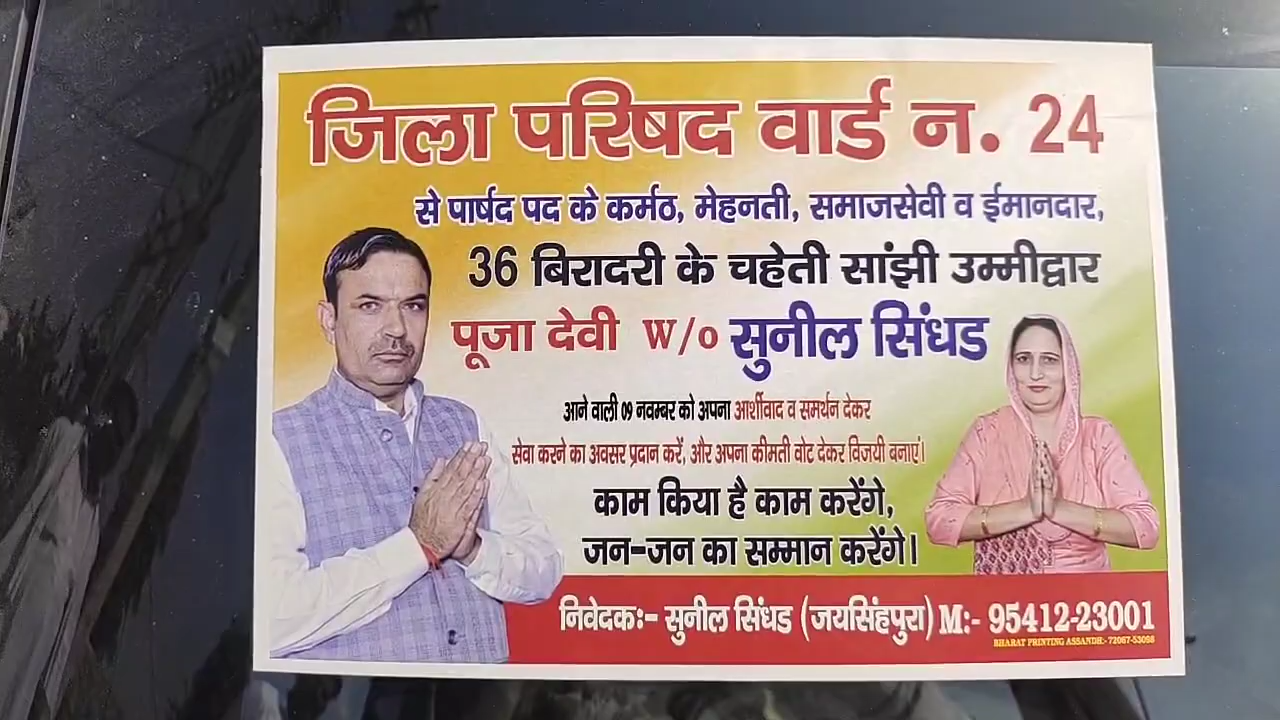 जिला परिषद वार्ड न. 24
से पार्षद पद के कर्मठ, मेहनती, समाजसेवी व ईमानदार,
36 बिरादरी के चहेती सांझी उम्मीद्वार
पूजा देवी W/o सुनील सिंधड
आने वाली 09 नवम्बर को अपना आर्शीवाद व समर्थन देकर
सेवा करने का अवसर प्रदान करें, और अपना कीमती वोट देकर विजयी बनाएं।
काम किया है काम करेंगे,
जन-जन का सम्मान करेंगे।
निवेदकः- सुनील सिंधड (जयसिंहपुरा) M:- 95412-23001
BHARAT PRINTING ASSANDH:- 72067-53098